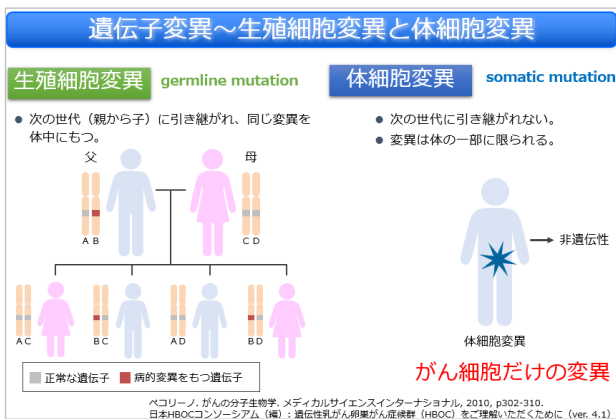 遺伝子変異～生殖細胞変異と体細胞変異
生殖細胞変異 germline mutation
● 次の世代（親から子）に引き継がれ、同じ変異を
体中にもつ。
父 母
A B
C D
A C
B C
A D
B D
正常な遺伝子 病的変異をもつ遺伝子
体細胞変異 somatic mutation
● 次の世代に引き継がれない。
● 変異は体の一部に限られる。
非遺伝性
体細胞変異
がん細胞だけの変異
ペコリーノ. がんの分子生物学. メディカルサイエンスインターナショナル, 2010, p302-310.
日本HBOCコンソーシアム（編）：遺伝性乳がん卵巣がん症候群（HBOC）をご理解いただくために（ver. 4.1）